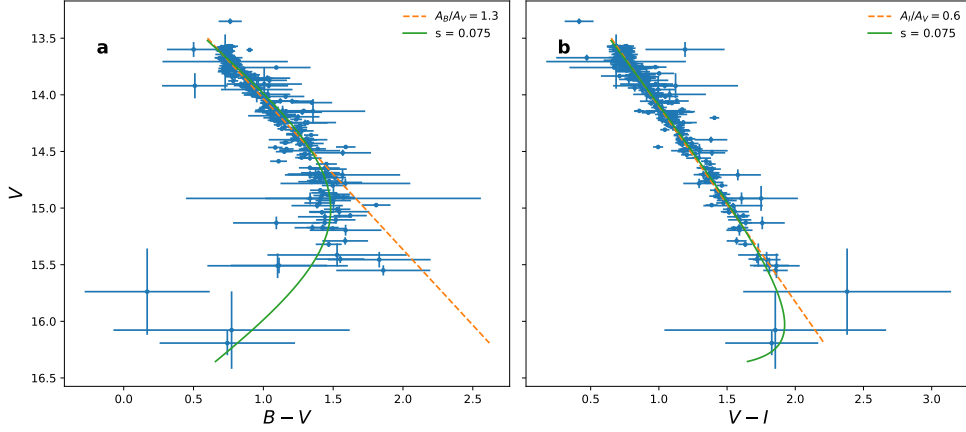 a
A_B/A_V = 1.3
s = 0.075
13.5
14.0
14.5
15.0
15.5
16.0
16.5
V
0.0 0.5 1.0 1.5 2.0 2.5
B − V
b
A_I/A_V = 0.6
s = 0.075
0.5 1.0 1.5 2.0 2.5 3.0
V − I